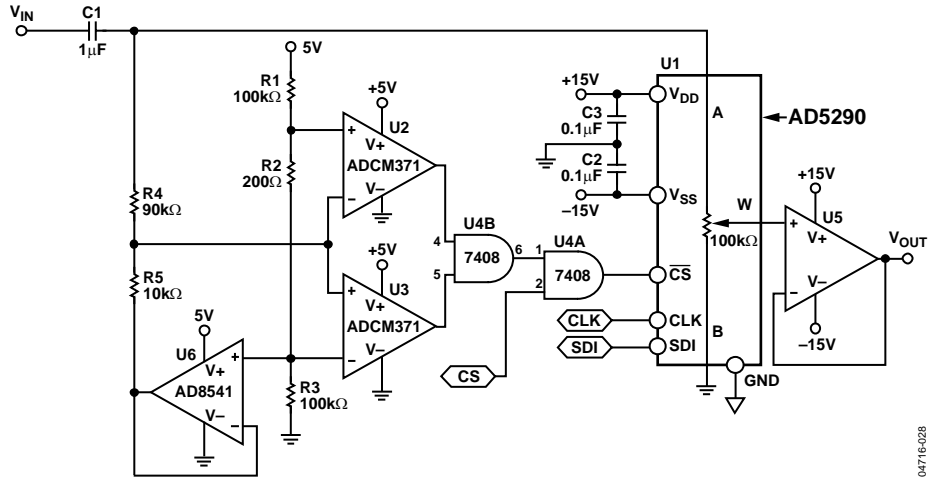 VIN
C1
1μF
5V
R1
100kΩ
R2
200Ω
+5V
U2
+
V+
ADCM371
–
V–
R4
90kΩ
R5
10kΩ
+5V
U3
+
V+
ADCM371
–
V–
5V
U6
V+
+
AD8541
V–
–
R3
100kΩ
U4B
4
7408
6
5
U4A
1
7408
2
CS
CLK
SDI
+15V
C3
0.1μF
C2
0.1μF
–15V
U1
VDD
A
AD5290
VSS
W
100kΩ
CS
CLK
B
SDI
GND
+15V
U5
+
V+
VOUT
V–
–
–15V
04716-028